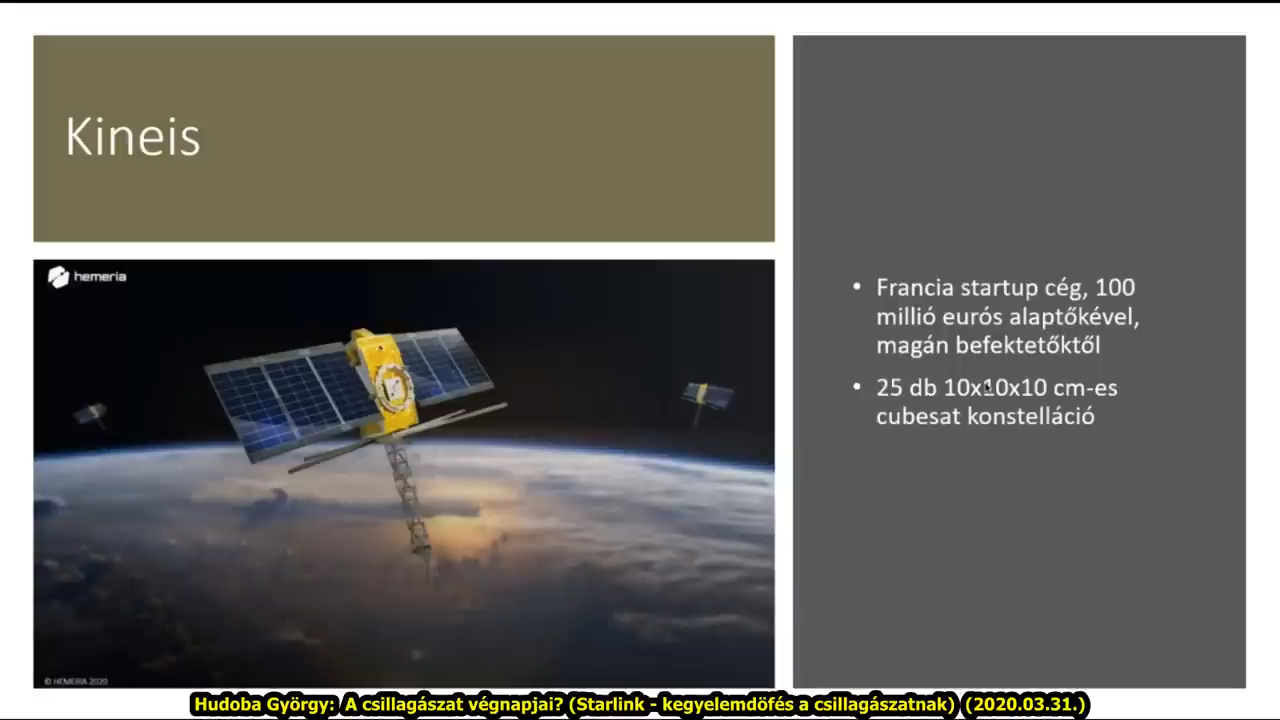 Kineis
hemeria
• Francia startup cég, 100
millió eurós alaptőkével,
magán befektetőktől
• 25 db 10x10x10 cm-es
cubesat konstelláció
© HEMERIA 2020
Hudoba György: A csillagászat végnapjai? (Starlink - kegyelemdöfés a csillagászatnak) (2020.03.31.)